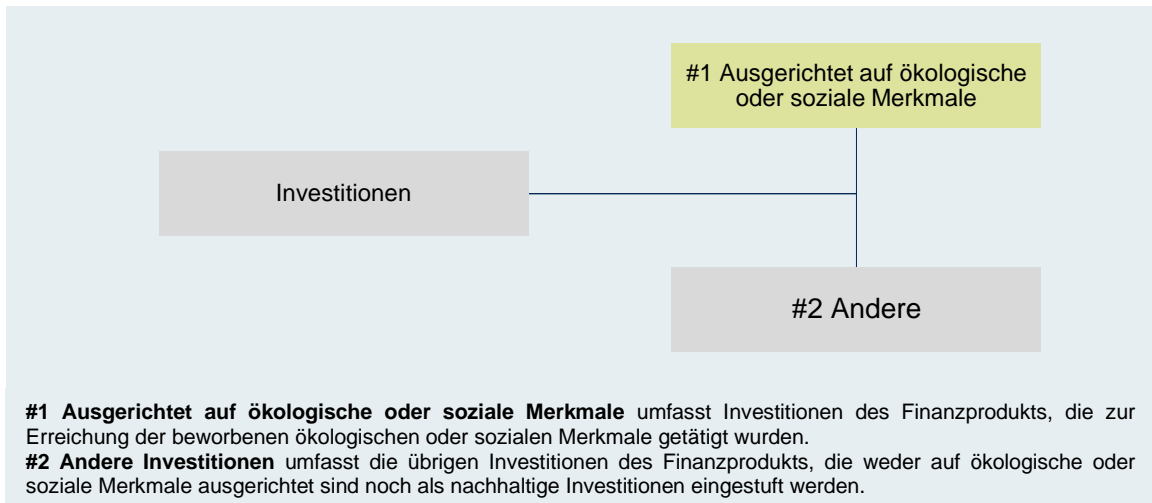 #1 Ausgerichtet auf ökologische
oder soziale Merkmale
Investitionen
#2 Andere
#1 Ausgerichtet auf ökologische oder soziale Merkmale umfasst Investitionen des Finanzprodukts, die zur
Erreichung der beworbenen ökologischen oder sozialen Merkmale getätigt wurden.
#2 Andere Investitionen umfasst die übrigen Investitionen des Finanzprodukts, die weder auf ökologische oder
soziale Merkmale ausgerichtet sind noch als nachhaltige Investitionen eingestuft werden.